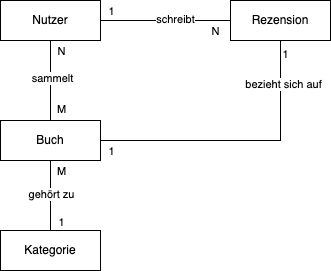 Nutzer
1
schreibt
N
Rezension
N
sammelt
M
1
bezieht sich auf
Buch
1
M
gehört zu
1
Kategorie